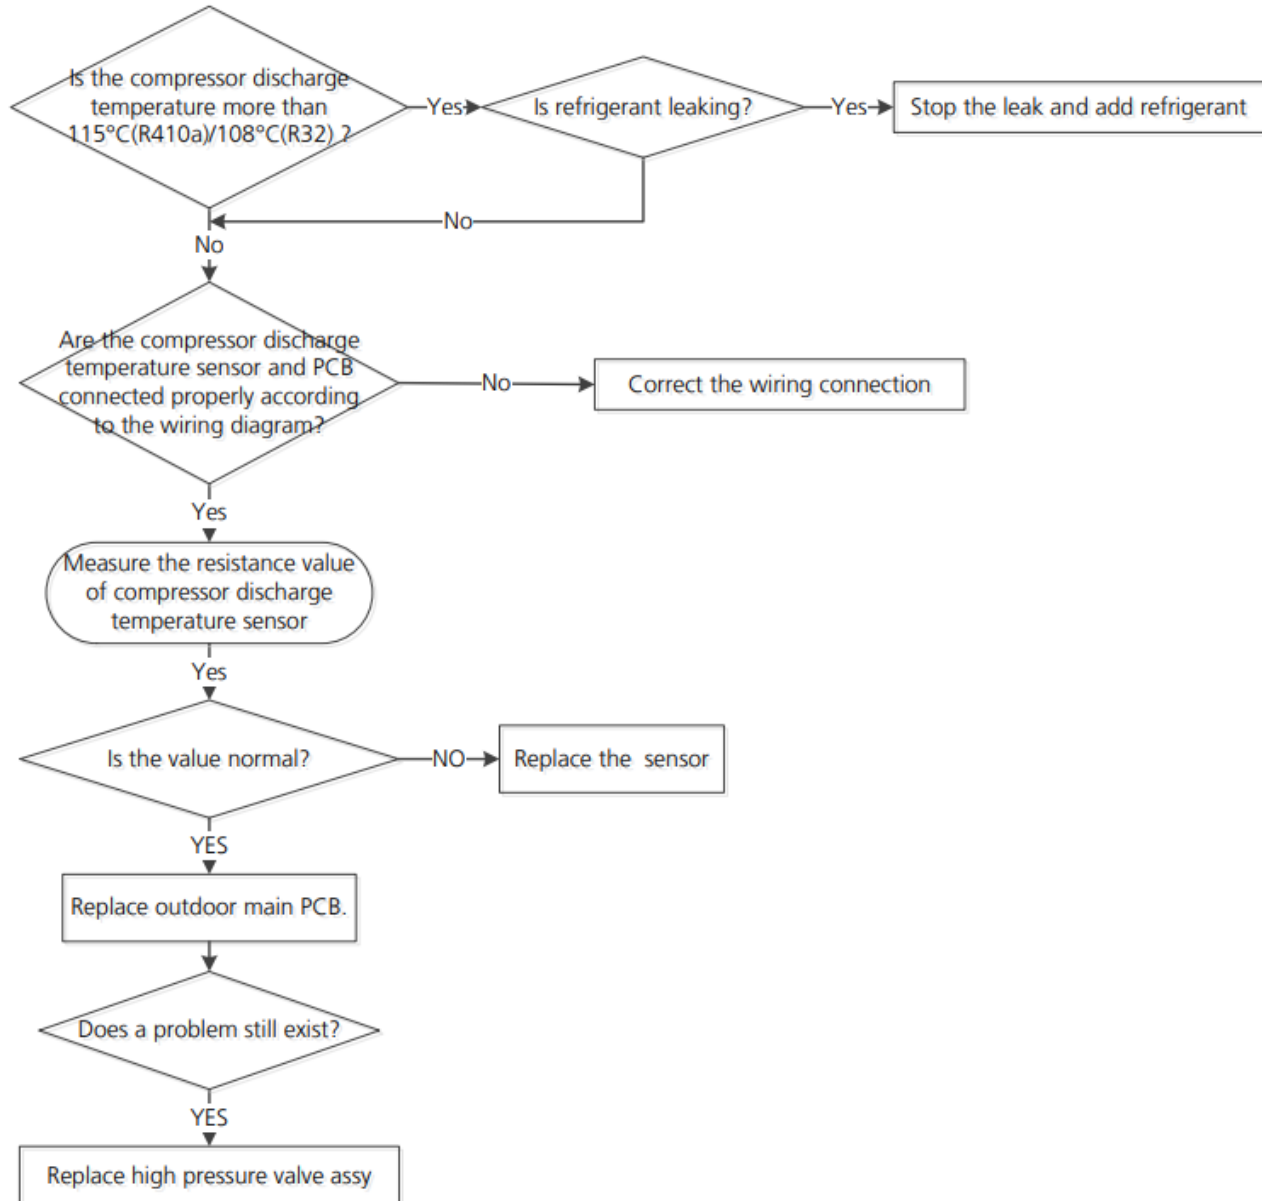 Is the compressor discharge
temperature more than
115°C(R410a)/108°C(R32) ?
Yes
Is refrigerant leaking?
Yes
Stop the leak and add refrigerant
No
No
Are the compressor discharge
temperature sensor and PCB
connected properly according
to the wiring diagram?
No
Correct the wiring connection
Yes
Measure the resistance value
of compressor discharge
temperature sensor
Yes
Is the value normal?
NO
Replace the  sensor
YES
Replace outdoor main PCB.
Does a problem still exist?
YES
Replace high pressure valve assy